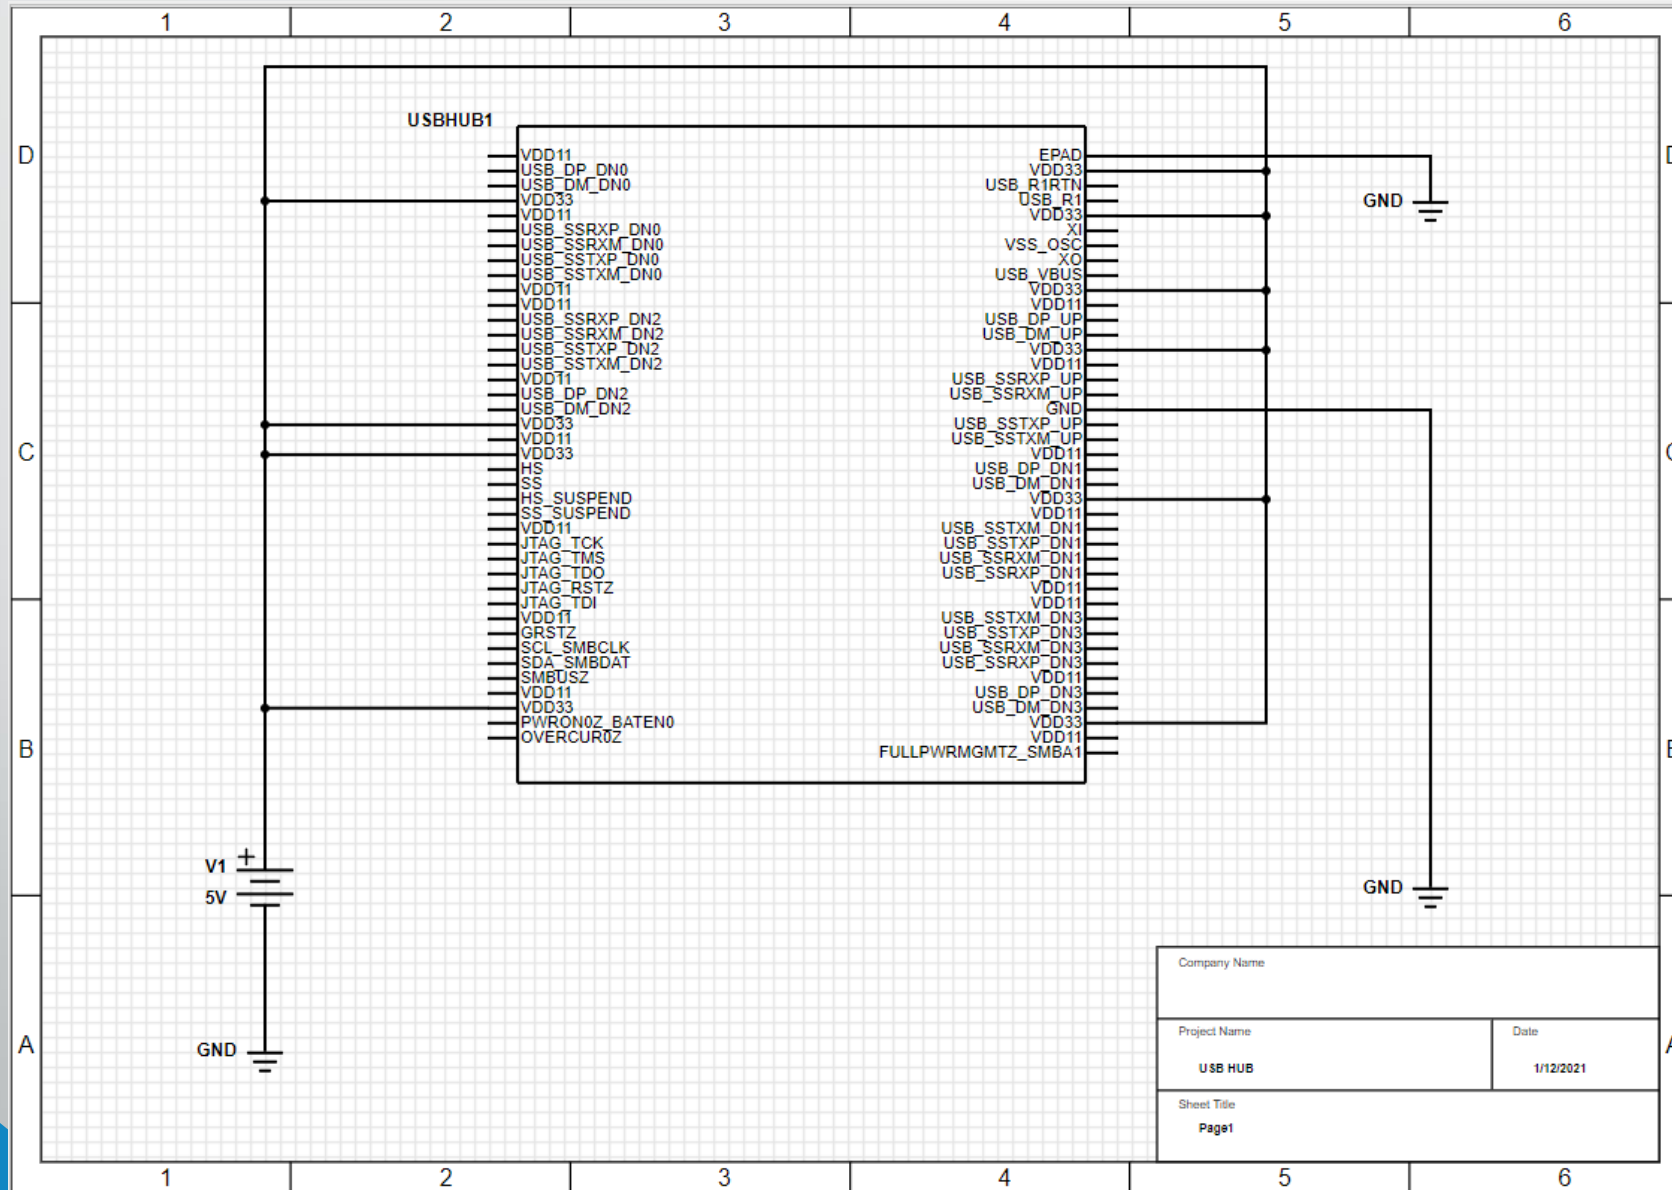 1 2 3 4 5 6
USBHUB1
D
D
C
C
B
B
A
A
VDD11
USB_DP_DN0
USB_DM_DN0
VDD33
VDD11
USB_SSRXP_DN0
USB_SSRXM_DN0
USB_SSTXP_DN0
USB_SSTXM_DN0
VDD11
VDD11
USB_SSRXP_DN2
USB_SSRXM_DN2
USB_SSTXP_DN2
USB_SSTXM_DN2
VDD11
USB_DP_DN2
USB_DM_DN2
VDD33
VDD11
VDD33
HS
SS
HS_SUSPEND
SS_SUSPEND
VDD11
JTAG_TCK
JTAG_TMS
JTAG_TDO
JTAG_RSTZ
JTAG_TDI
VDD11
GRSTZ
SCL_SMBCLK
SDA_SMBDAT
SMBUSZ
VDD11
VDD33
PWRON0Z_BATEN0
OVERCUR0Z
EPAD
VDD33
USB_R1RTN
USB_R1
VDD33
XI
VSS_OSC
XO
USB_VBUS
VDD33
VDD11
USB_DP_UP
USB_DM_UP
VDD33
VDD11
USB_SSRXP_UP
USB_SSRXM_UP
GND
USB_SSTXP_UP
USB_SSTXM_UP
VDD11
USB_DP_DN1
USB_DM_DN1
VDD33
VDD11
USB_SSTXM_DN1
USB_SSTXP_DN1
USB_SSRXM_DN1
USB_SSRXP_DN1
VDD11
VDD11
USB_SSTXM_DN3
USB_SSTXP_DN3
USB_SSRXM_DN3
USB_SSRXP_DN3
VDD11
USB_DP_DN3
USB_DM_DN3
VDD33
VDD11
FULLPWRMGMTZ_SMBA1
GND
GND
V1 +
5V
GND
Company Name
Project Name
USB HUB
Date
1/12/2021
Sheet Title
Page1
1 2 3 4 5 6